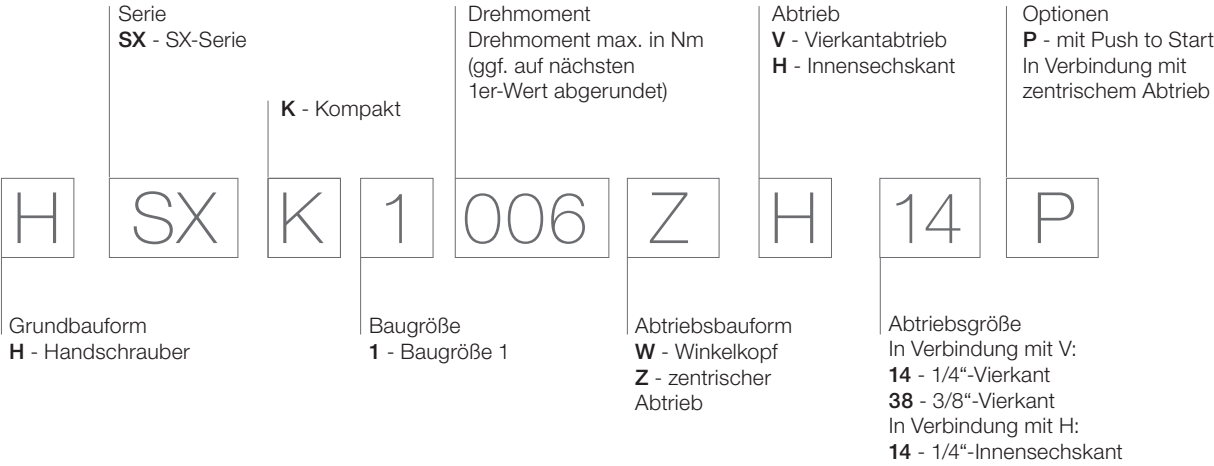 Serie
SX - SX-Serie
K - Kompakt
Drehmoment
Drehmoment max. in Nm
(ggf. auf nächsten
1er-Wert abgerundet)
Abtrieb
V - Vierkantabtrieb
H - Innensechskant
Optionen
P - mit Push to Start
In Verbindung mit
zentrischem Abtrieb
H SX K 1 006 Z H 14 P
Grundbauform
H - Handschrauber
Baugröße
1 - Baugröße 1
Abtriebsbauform
W - Winkelkopf
Z - zentrischer
Abtrieb
Abtriebsgröße
In Verbindung mit V:
14 - 1/4“-Vierkant
38 - 3/8“-Vierkant
In Verbindung mit H:
14 - 1/4“-Innensechskant